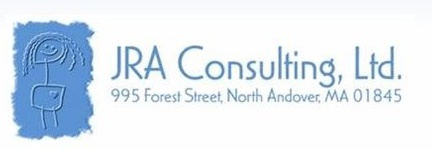 JRA Consulting, Ltd.
995 Forest Street, North Andover, MA 01845